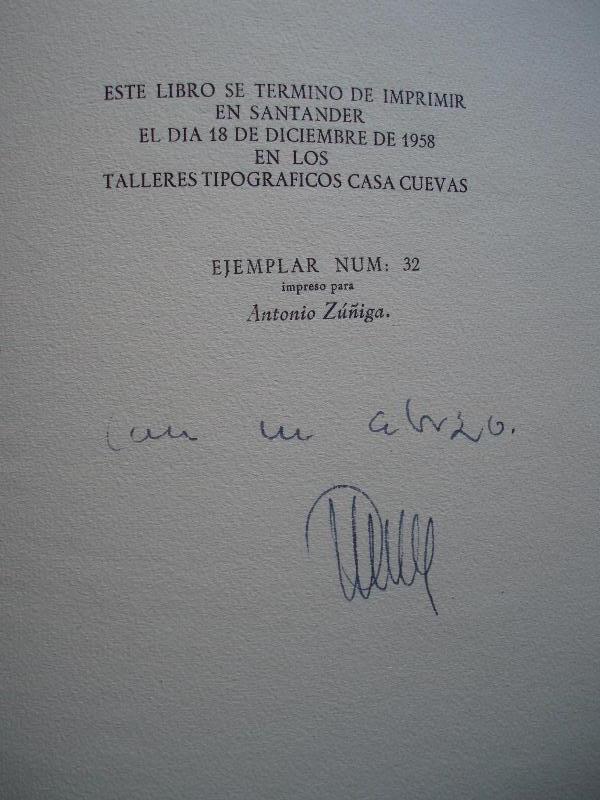 ESTE LIBRO SE TERMINO DE IMPRIMIR
EN SANTANDER
EL DIA 18 DE DICIEMBRE DE 1958
EN LOS
TALLERES TIPOGRAFICOS CASA CUEVAS
EJEMPLAR NUM: 32
impreso para
Antonio Zúñiga.
Con un abrazo.